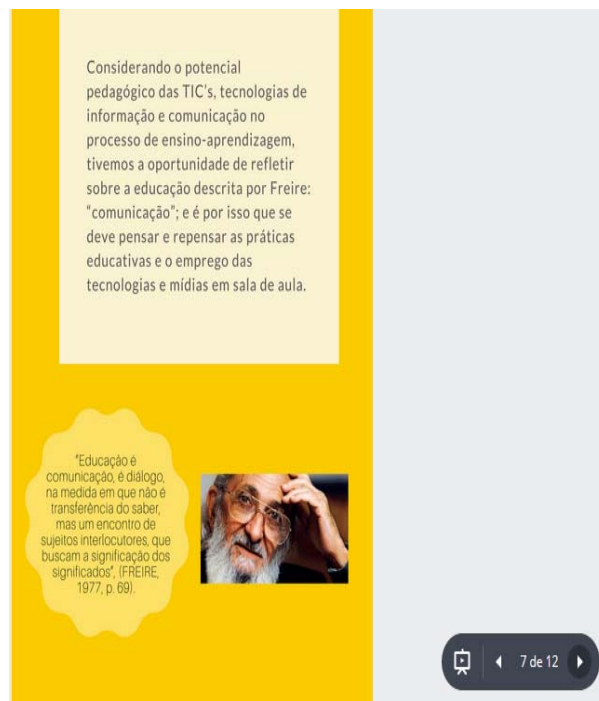 Considerando o potencial
pedagógico das TIC's, tecnologias de
informação e comunicação no
processo de ensino-aprendizagem,
tivemos a oportunidade de refletir
sobre a educação descrita por Freire:
"comunicação"; e é por isso que se
deve pensar e repensar as práticas
educativas e o emprego das
tecnologias e mídias em sala de aula.
"Educação é
comunicação, é diálogo,
na medida em que não é
transferência do saber,
mas um encontro de
sujeitos interlocutores, que
buscam a significação dos
significados", (FREIRE,
1977, p. 69).
7 de 12